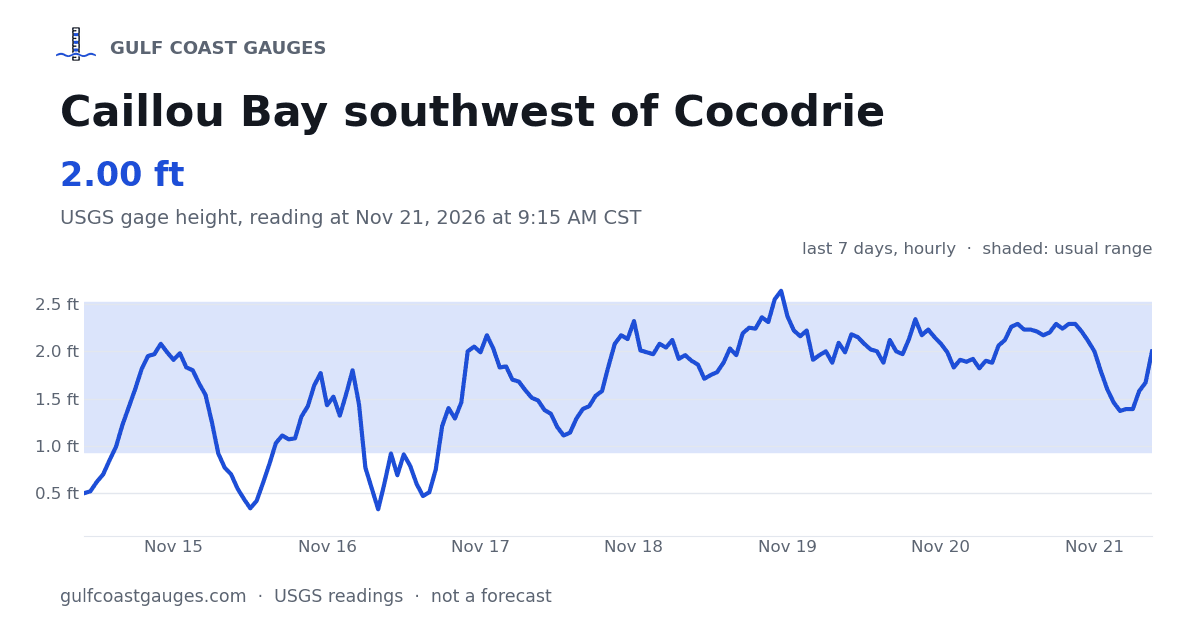 GULF COAST GAUGES
Caillou Bay southwest of Cocodrie
2.00 ft
USGS gage height, reading at Nov 21, 2026 at 9:15 AM CST
last 7 days, hourly · shaded: usual range
2.5 ft
2.0 ft
1.5 ft
1.0 ft
0.5 ft
Nov 15 Nov 16 Nov 17 Nov 18 Nov 19 Nov 20 Nov 21
gulfcoastgauges.com · USGS readings · not a forecast